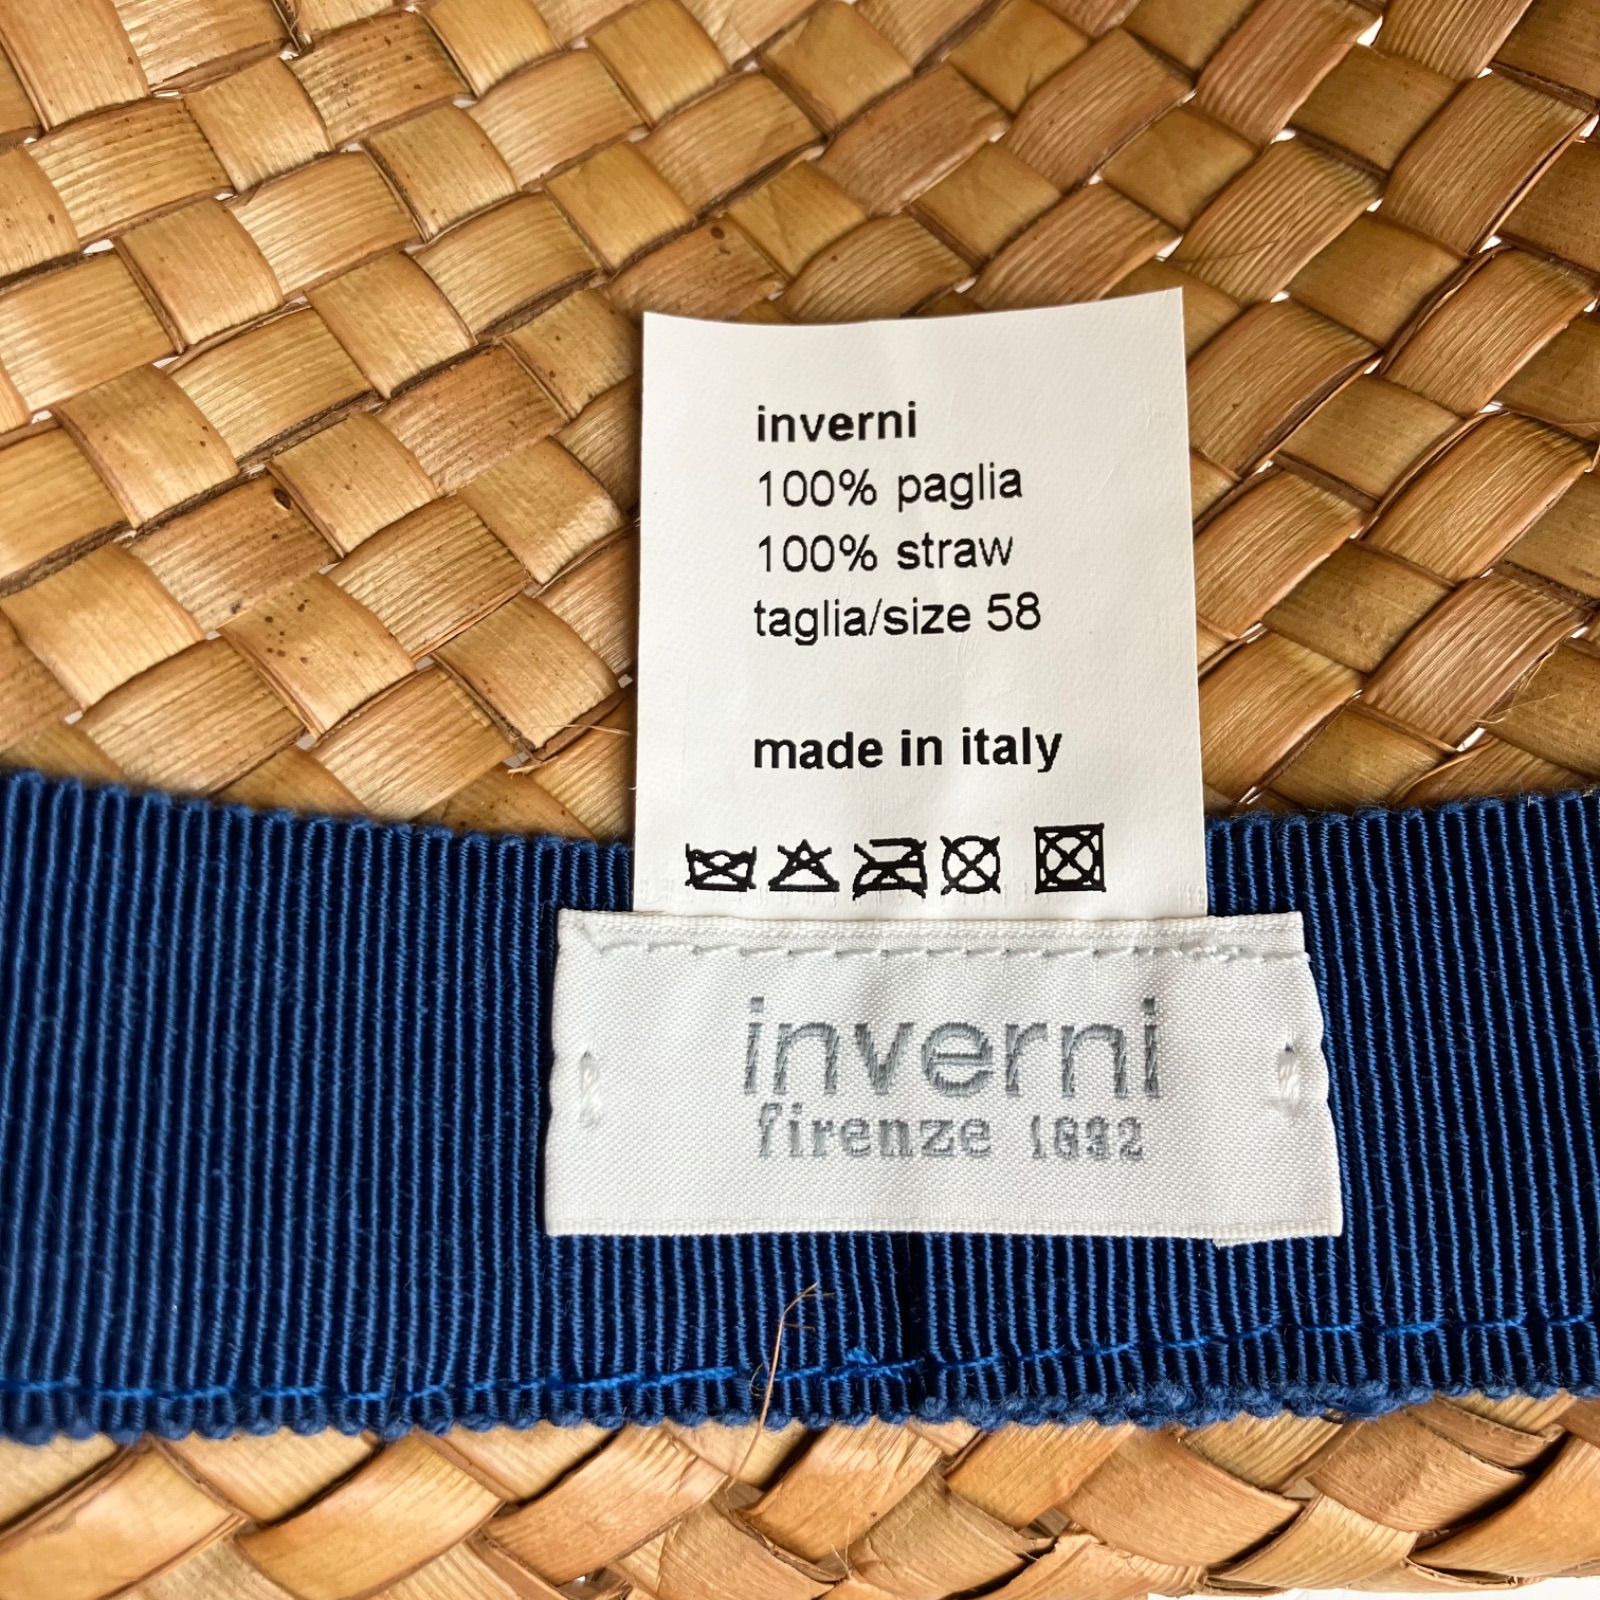 inverni
100% paglia
100% straw
taglia/size 58
made in italy
inverni
firenze 1892